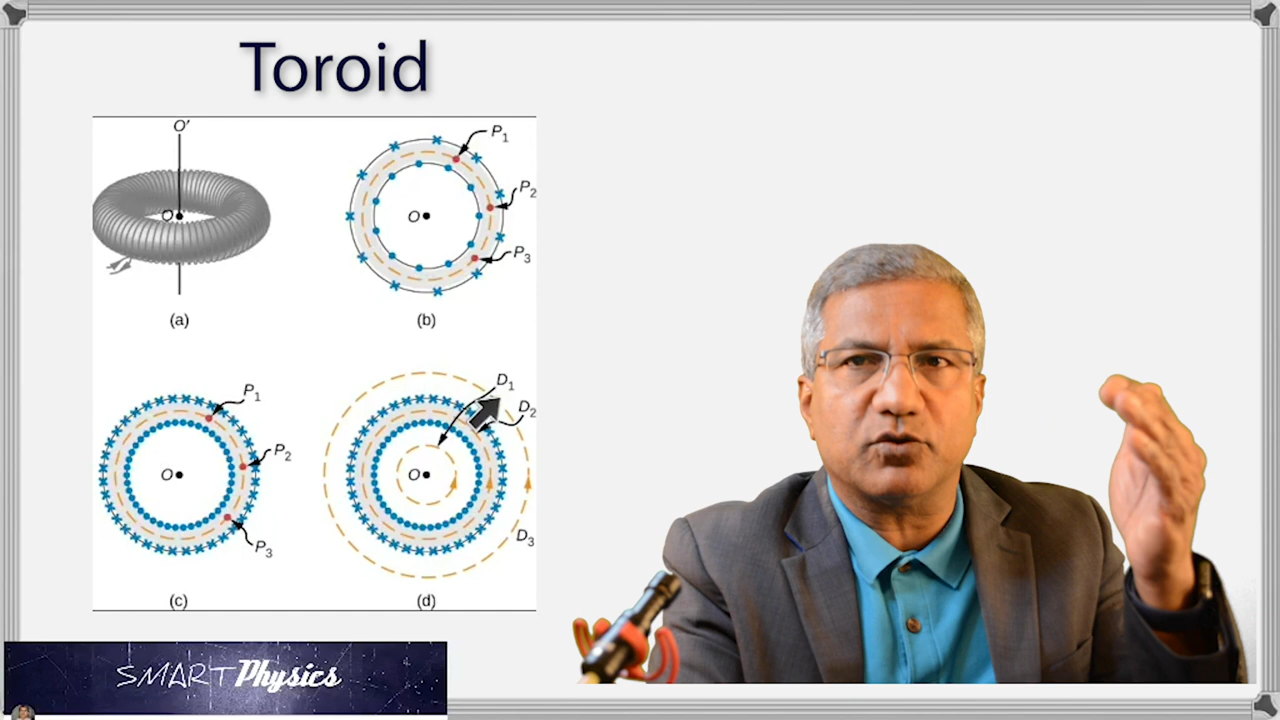 Toroid
O'
O
(a)
P1
P2
P3
O
(b)
P1
P2
P3
O
(c)
D1
D2
D3
O
(d)
SMART Physics